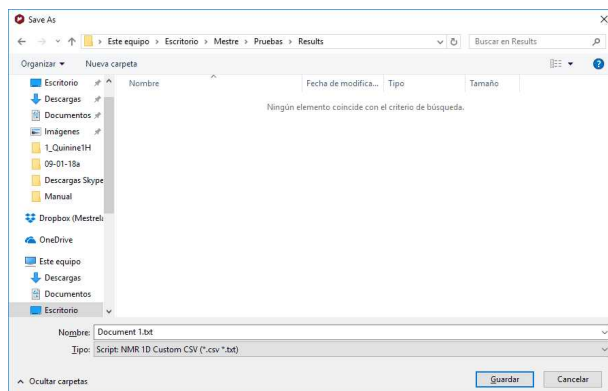 Save As
Este equipo > Escritorio > Mestre > Pruebas > Results
Buscar en Results
Organizar
Nueva carpeta
Nombre
Fecha de modifica...
Tipo
Tamaño
Ningún elemento coincide con el criterio de búsqueda.
Escritorio
Descargas
Documentos
Imágenes
1_Quinine1H
09-01-18a
Descargas Skype
Manual
Dropbox (Mestrela
OneDrive
Este equipo
Descargas
Documentos
Escritorio
Nombre: Document 1.txt
Tipo: Script: NMR 1D Custom CSV (*.csv *.txt)
Ocultar carpetas
Guardar
Cancelar